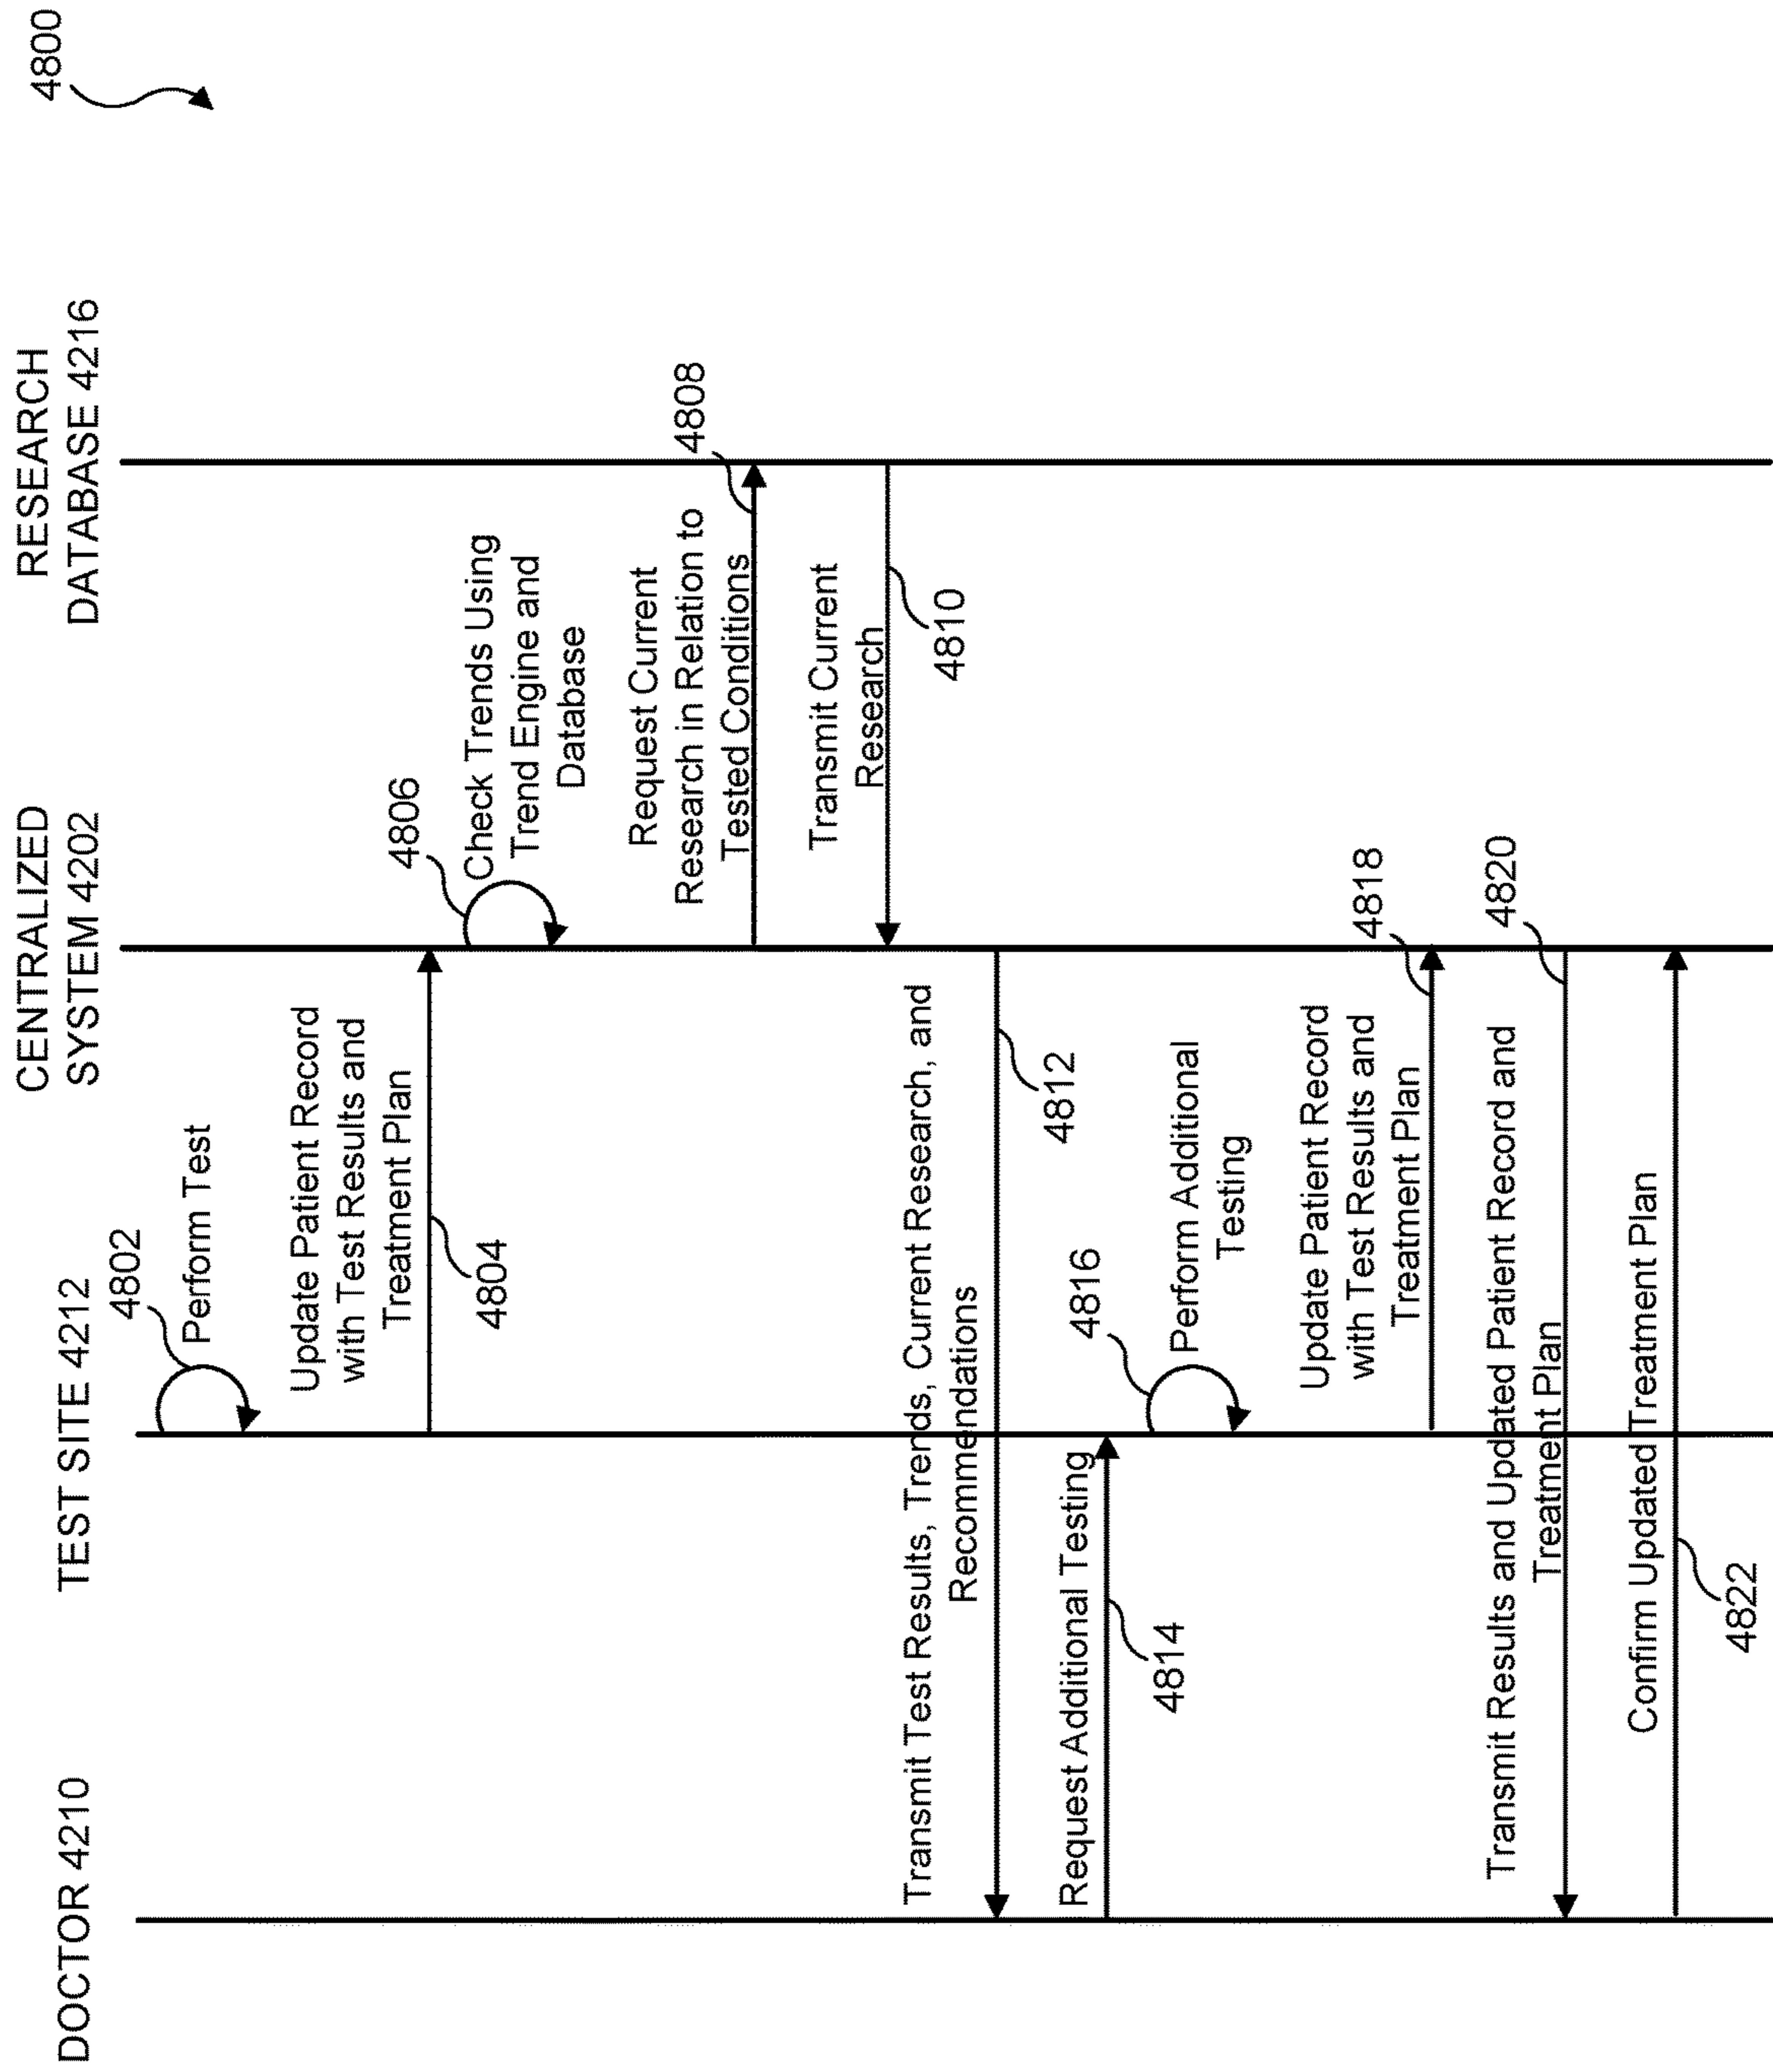 4800
DOCTOR 4210
TEST SITE 4212
CENTRALIZED
SYSTEM 4202
RESEARCH
DATABASE 4216
4802
Perform Test
Update Patient Record
with Test Results and
Treatment Plan
4804
4806
Check Trends Using
Trend Engine and
Database
Request Current
Research in Relation to
Tested Conditions
4808
Transmit Current
Research
4810
Transmit Test Results, Trends, Current Research, and
Recommendations
4812
Request Additional Testing
4814
4816
Perform Additional
Testing
Update Patient Record
with Test Results and
Treatment Plan
4818
Transmit Results and Updated Patient Record and
Treatment Plan
4820
Confirm Updated Treatment Plan
4822